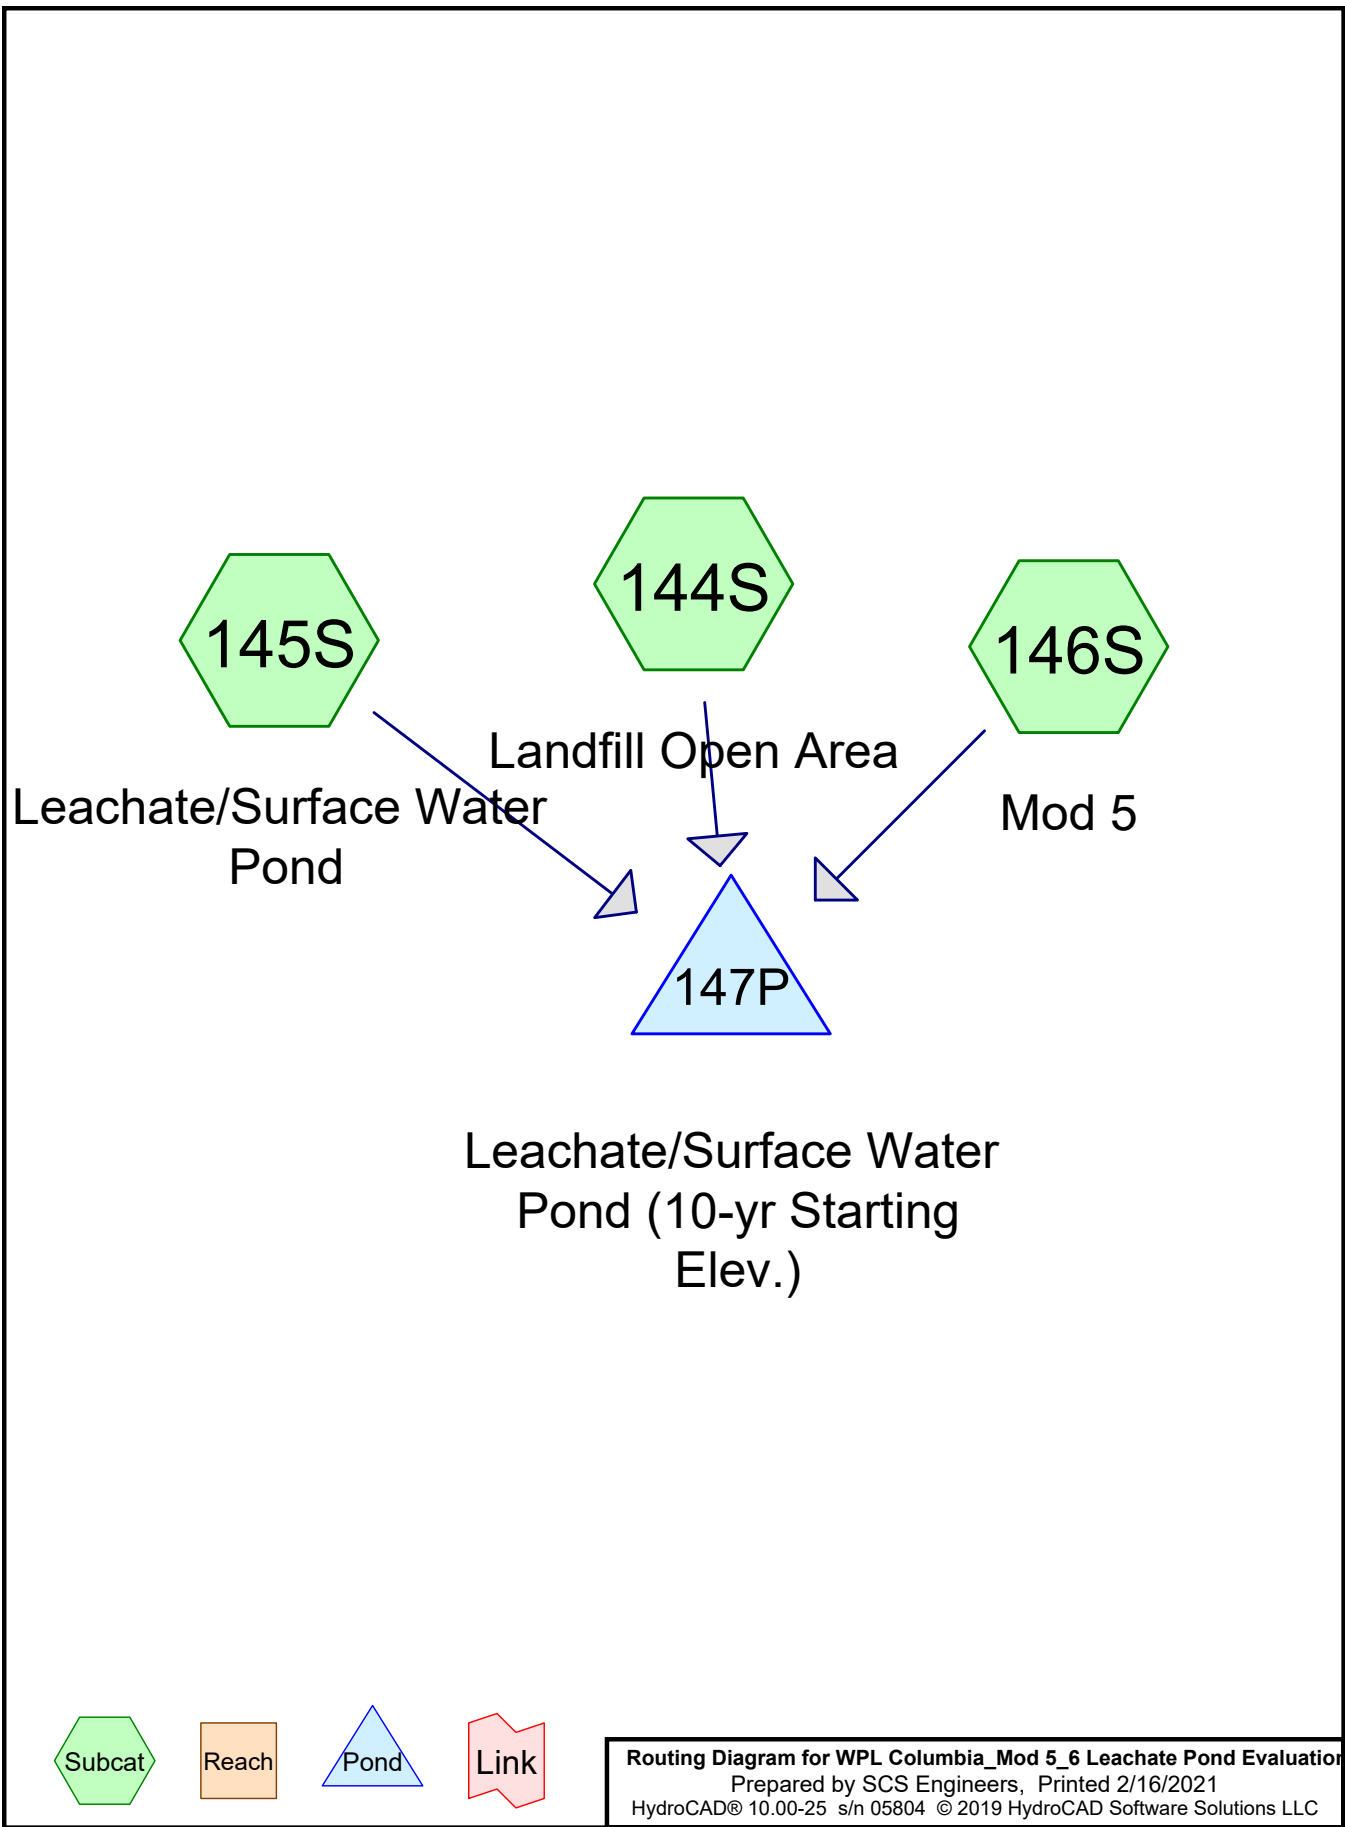 144S
145S
146S
Landfill Open Area
Leachate/Surface Water
Pond
Mod 5
147P
Leachate/Surface Water
Pond (10-yr Starting
Elev.)
Subcat
Reach
Pond
Link
Routing Diagram for WPL Columbia_Mod 5_6 Leachate Pond Evaluation
Prepared by SCS Engineers, Printed 2/16/2021
HydroCAD® 10.00-25 s/n 05804 © 2019 HydroCAD Software Solutions LLC